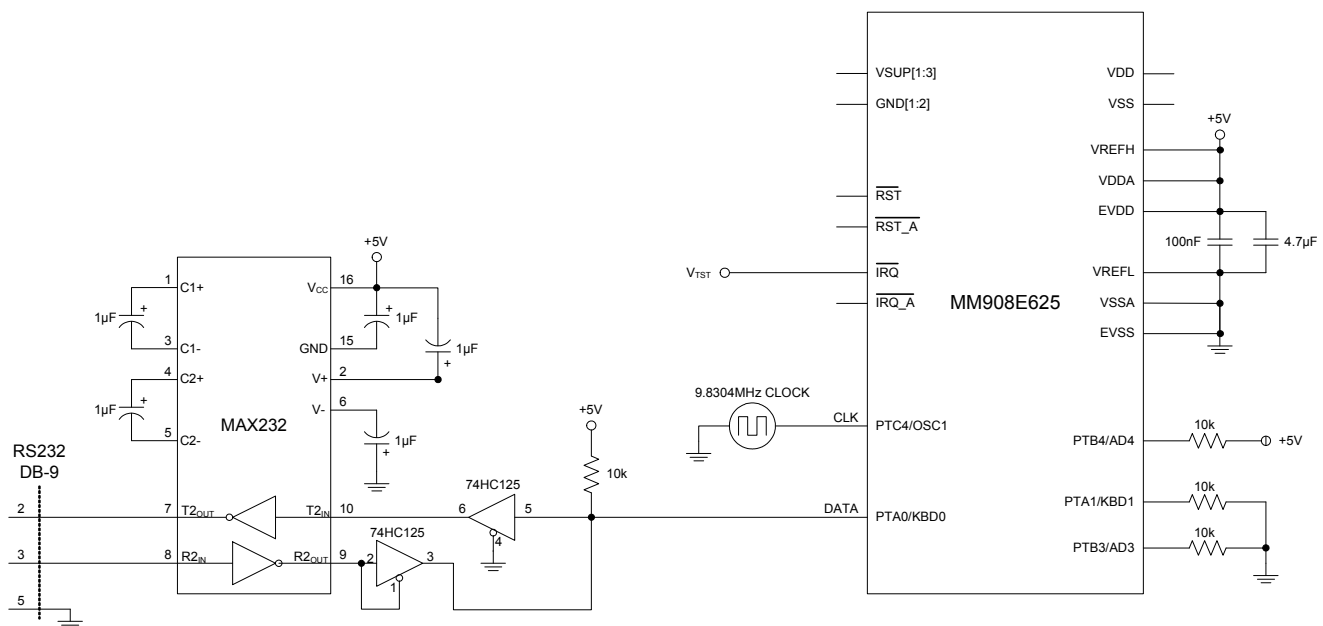 VSUP[1:3]
VDD
GND[1:2]
VSS
+5V
VREFH
VDDA
RST
EVDD
RST_A
100nF
4.7µF
+5V
VTST
IRQ
VREFL
MM908E625
1
C1+
VCC
16
IRQ_A
VSSA
1µF
+
+
1µF
EVSS
3
C1-
GND
15
1µF
+
4
C2+
V+
2
9.8304MHz CLOCK
1µF
+
MAX232
V-
6
+5V
CLK
PTC4/OSC1
10k
PTB4/AD4
+5V
5
C2-
1µF
+
RS232
DB-9
10k
74HC125
10k
PTA1/KBD1
2
7
T2OUT
T2IN
10
6
5
DATA
PTA0/KBD0
4
74HC125
10k
PTB3/AD3
3
8
R2IN
R2OUT
9
2
3
1
5